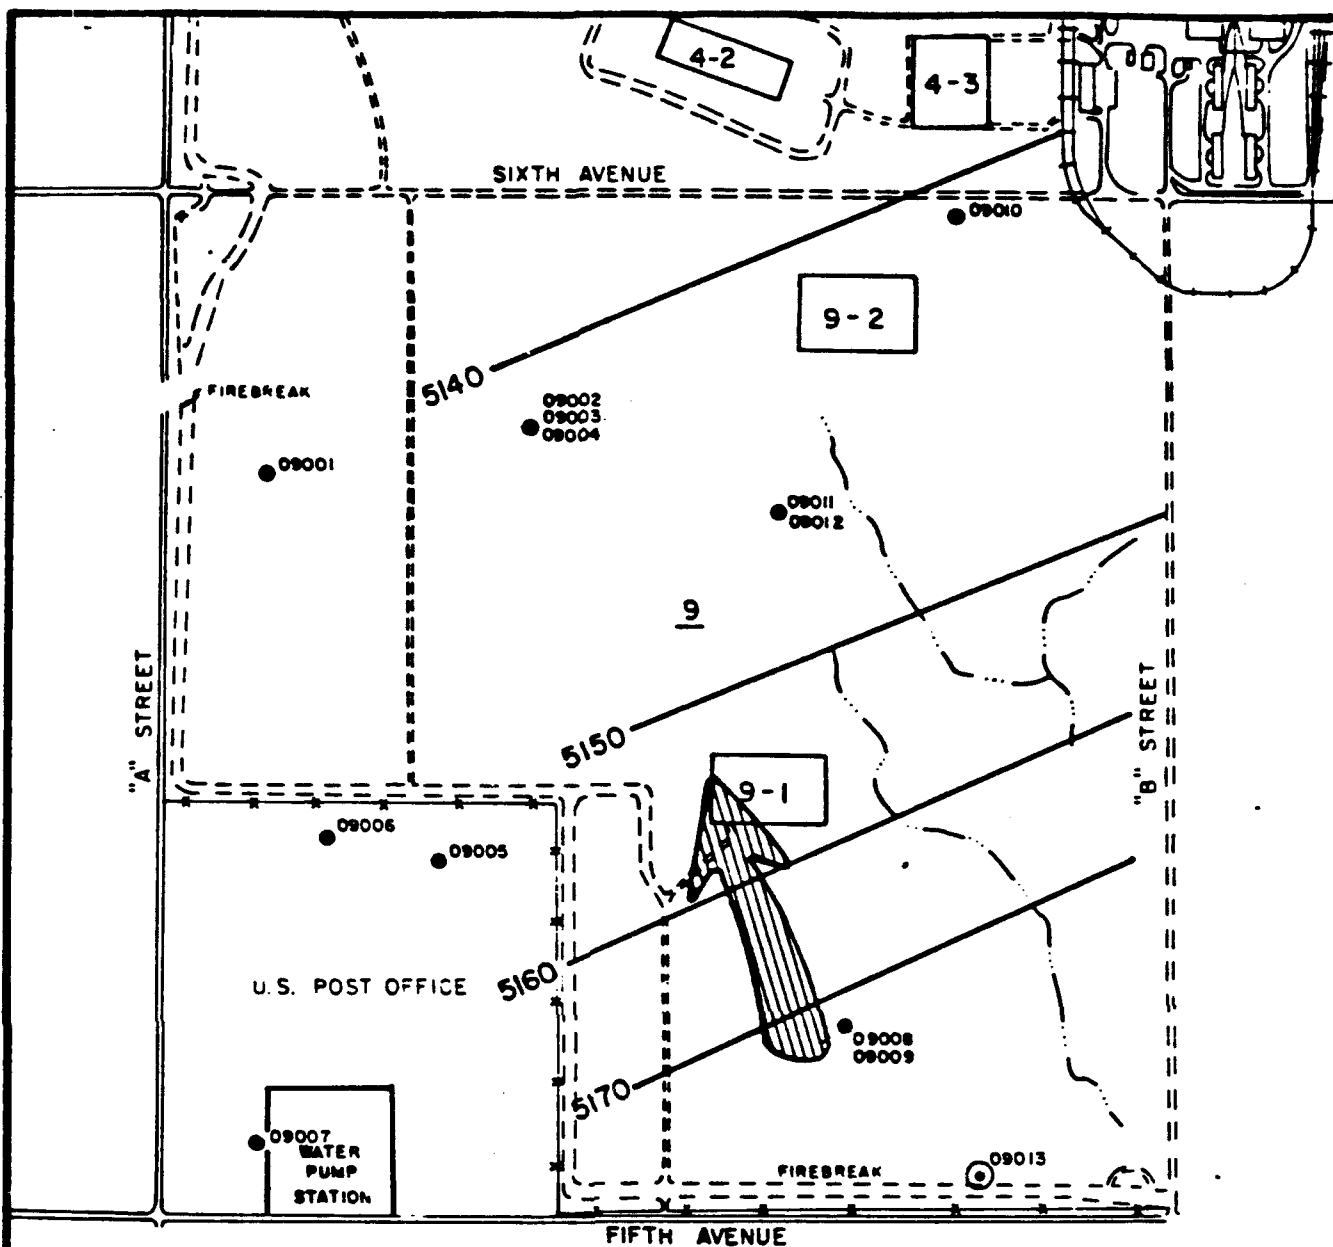 4-2
4-3
SIXTH AVENUE
09010
9-2
5140
FIREBREAK
09002
09003
09004
09001
09011
09012
9
"A" STREET
"B" STREET
5150
9-1
09006
09005
U.S. POST OFFICE
5160
09008
09009
5170
09007
WATER
PUMP
STATION
FIREBREAK
09013
FIFTH AVENUE